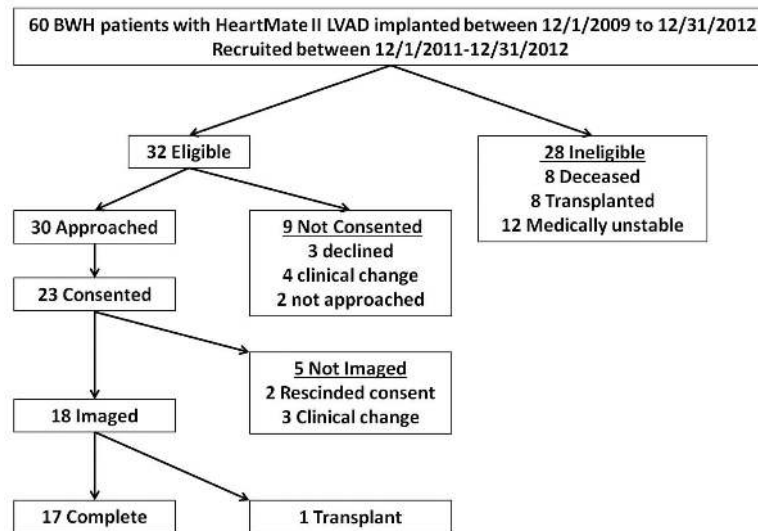 60 BWH patients with HeartMate II LVAD implanted between 12/1/2009 to 12/31/2012
Recruited between 12/1/2011-12/31/2012
32 Eligible
28 Ineligible
8 Deceased
8 Transplanted
12 Medically unstable
30 Approached
9 Not Consented
3 declined
4 clinical change
2 not approached
23 Consented
5 Not Imaged
2 Rescinded consent
3 Clinical change
18 Imaged
17 Complete
1 Transplant